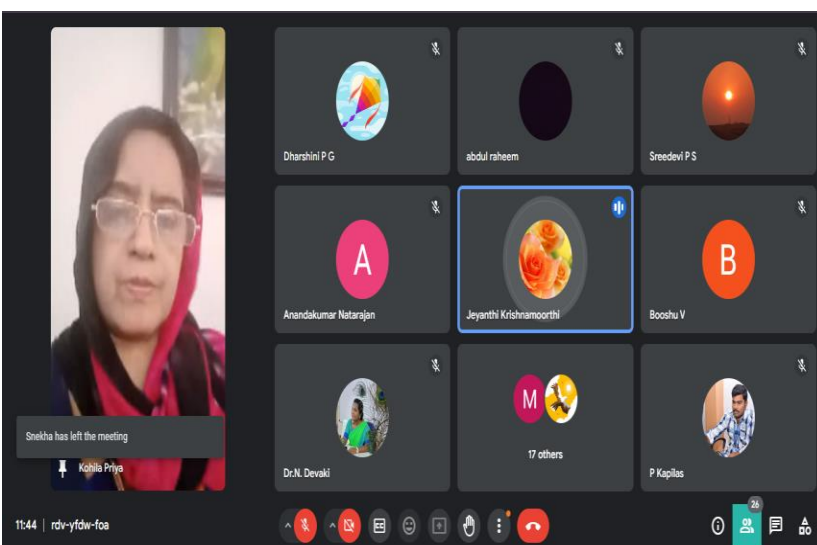 Dharshini P G
abdul raheem
Sreedevi P S
A
Anandakumar Natarajan
Jeyanthi Krishnamoorthi
B
Booshu V
Snekha has left the meeting
Kohila Priya
Dr.N. Devaki
M
17 others
P Kapilas
11:44 | rdv-yfdw-foa
CC
26